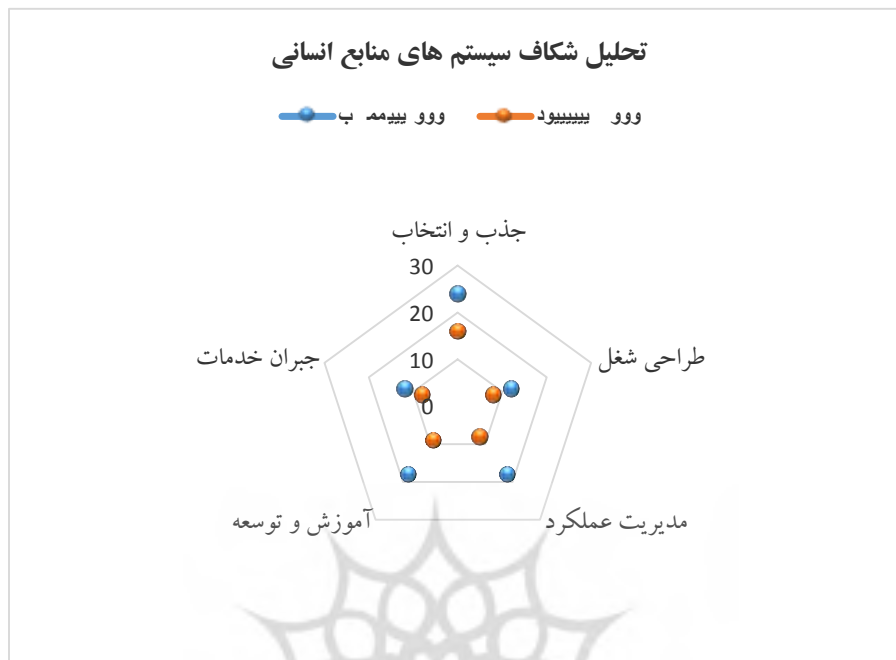 تحلیل شکاف سیستم های منابع انسانی
جذب و انتخاب
30
20
10
0
طراحی شغل
مدیریت عملکرد
آموزش و توسعه
جبران خدمات